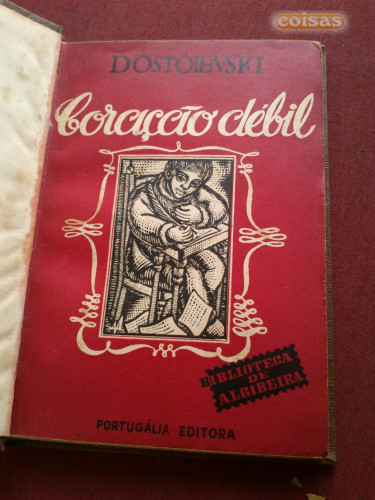 coisas
DOSTOIEVSKI
Coração débil
BIBLIOTECA
DE
ALGIBEIRA
PORTUGÁLIA EDITORA